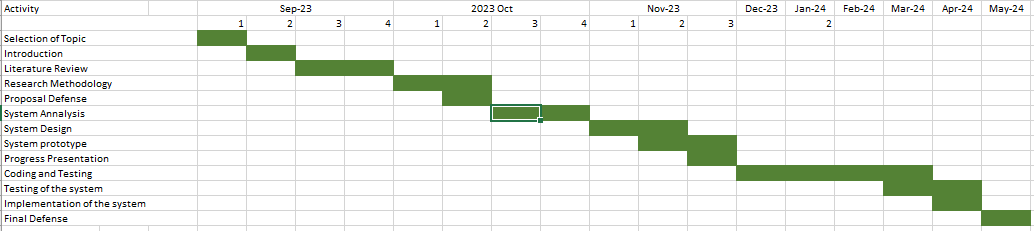 Activity Sep-23 2023 Oct Nov-23 Dec-23 Jan-24 Feb-24 Mar-24 Apr-24 May-24
1 2 3 4 1 2 3 4 1 2 3 2
Selection of Topic
Introduction
Literature Review
Research Methodology
Proposal Defense
System Annalysis
System Design
System prototype
Progress Presentation
Coding and Testing
Testing of the system
Implementation of the system
Final Defense